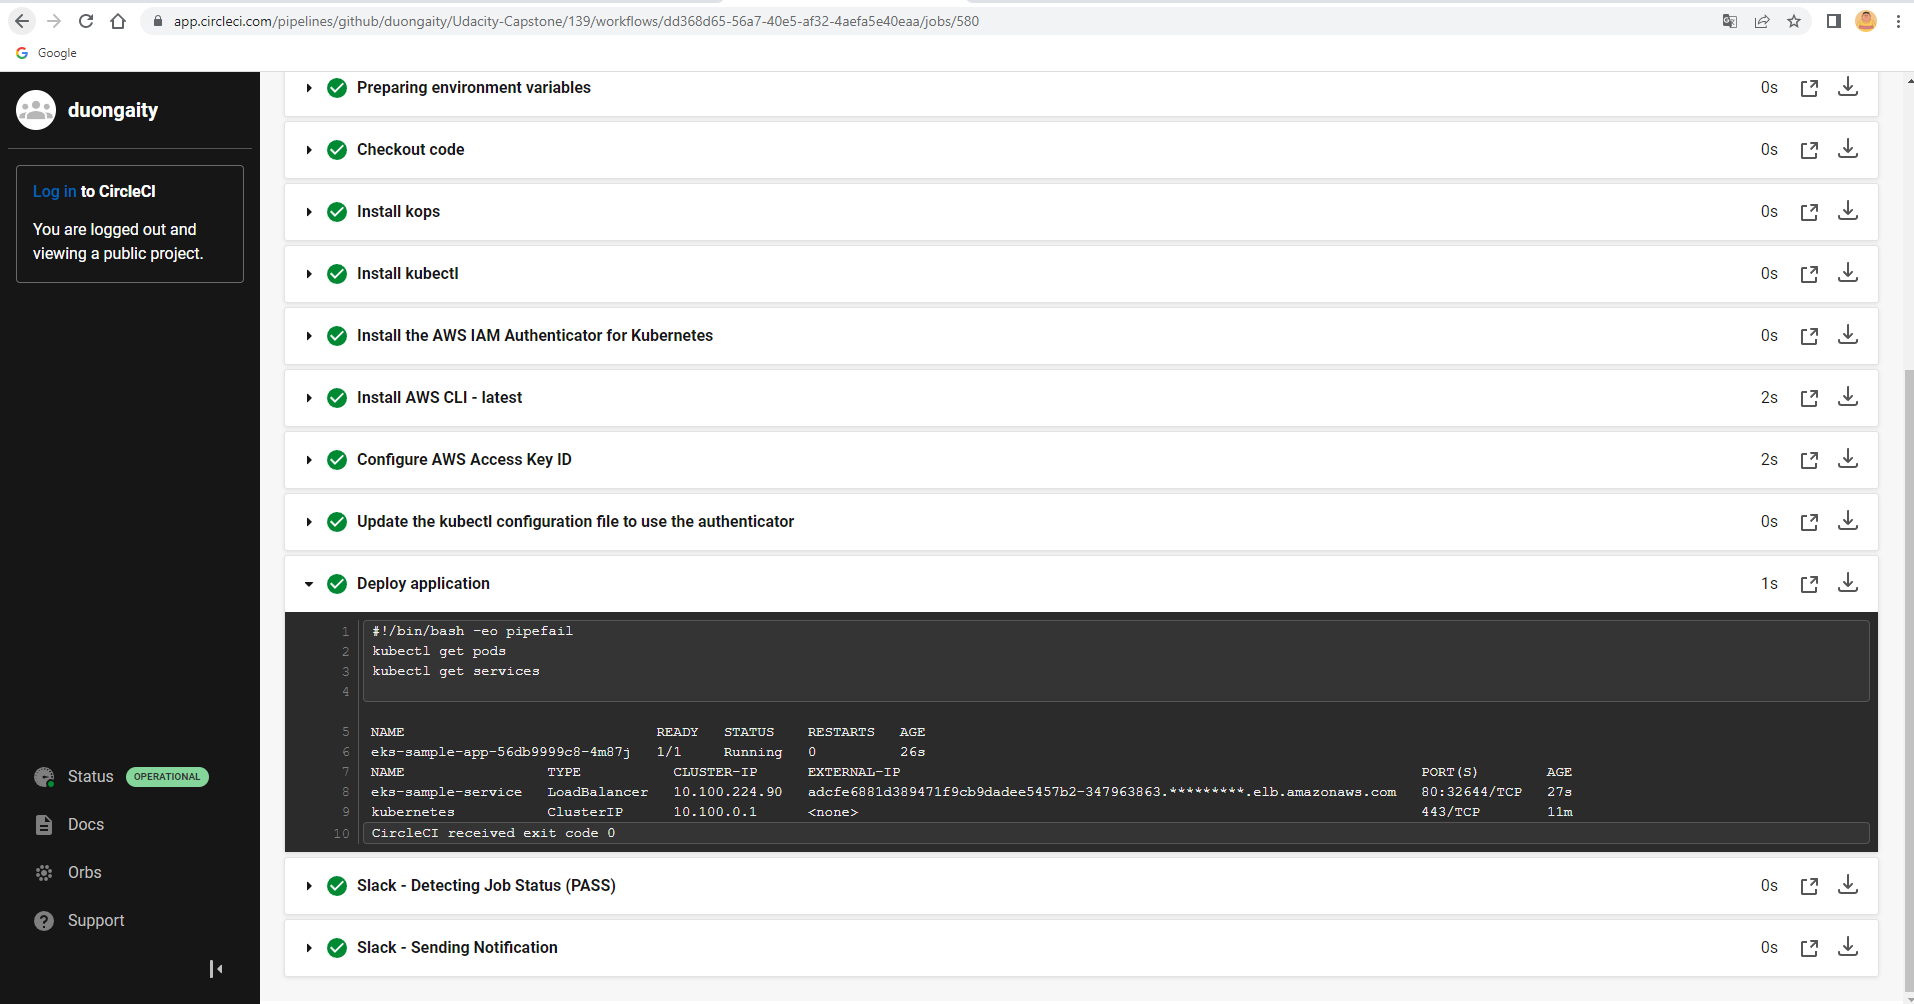 app.circleci.com/pipelines/github/duongaity/Udacity-Capstone/139/workflows/dd368d65-56a7-40e5-af32-4aefa5e40eaa/jobs/580
Google
duongaity
Log in to CircleCI
You are logged out and
viewing a public project.
Status OPERATIONAL
Docs
Orbs
Support
Preparing environment variables 0s
Checkout code 0s
Install kops 0s
Install kubectl 0s
Install the AWS IAM Authenticator for Kubernetes 0s
Install AWS CLI - latest 2s
Configure AWS Access Key ID 2s
Update the kubectl configuration file to use the authenticator 0s
Deploy application 1s
1 #!/bin/bash -eo pipefail
2 kubectl get pods
3 kubectl get services
4
5 NAME READY STATUS RESTARTS AGE
6 eks-sample-app-56db9999c8-4m87j 1/1 Running 0 26s
7 NAME TYPE CLUSTER-IP EXTERNAL-IP PORT(S) AGE
8 eks-sample-service LoadBalancer 10.100.224.90 adcfe6881d389471f9cb9dadee5457b2-347963863.*********.elb.amazonaws.com 80:32644/TCP 27s
9 kubernetes ClusterIP 10.100.0.1 <none> 443/TCP 11m
10 CircleCI received exit code 0
Slack - Detecting Job Status (PASS) 0s
Slack - Sending Notification 0s